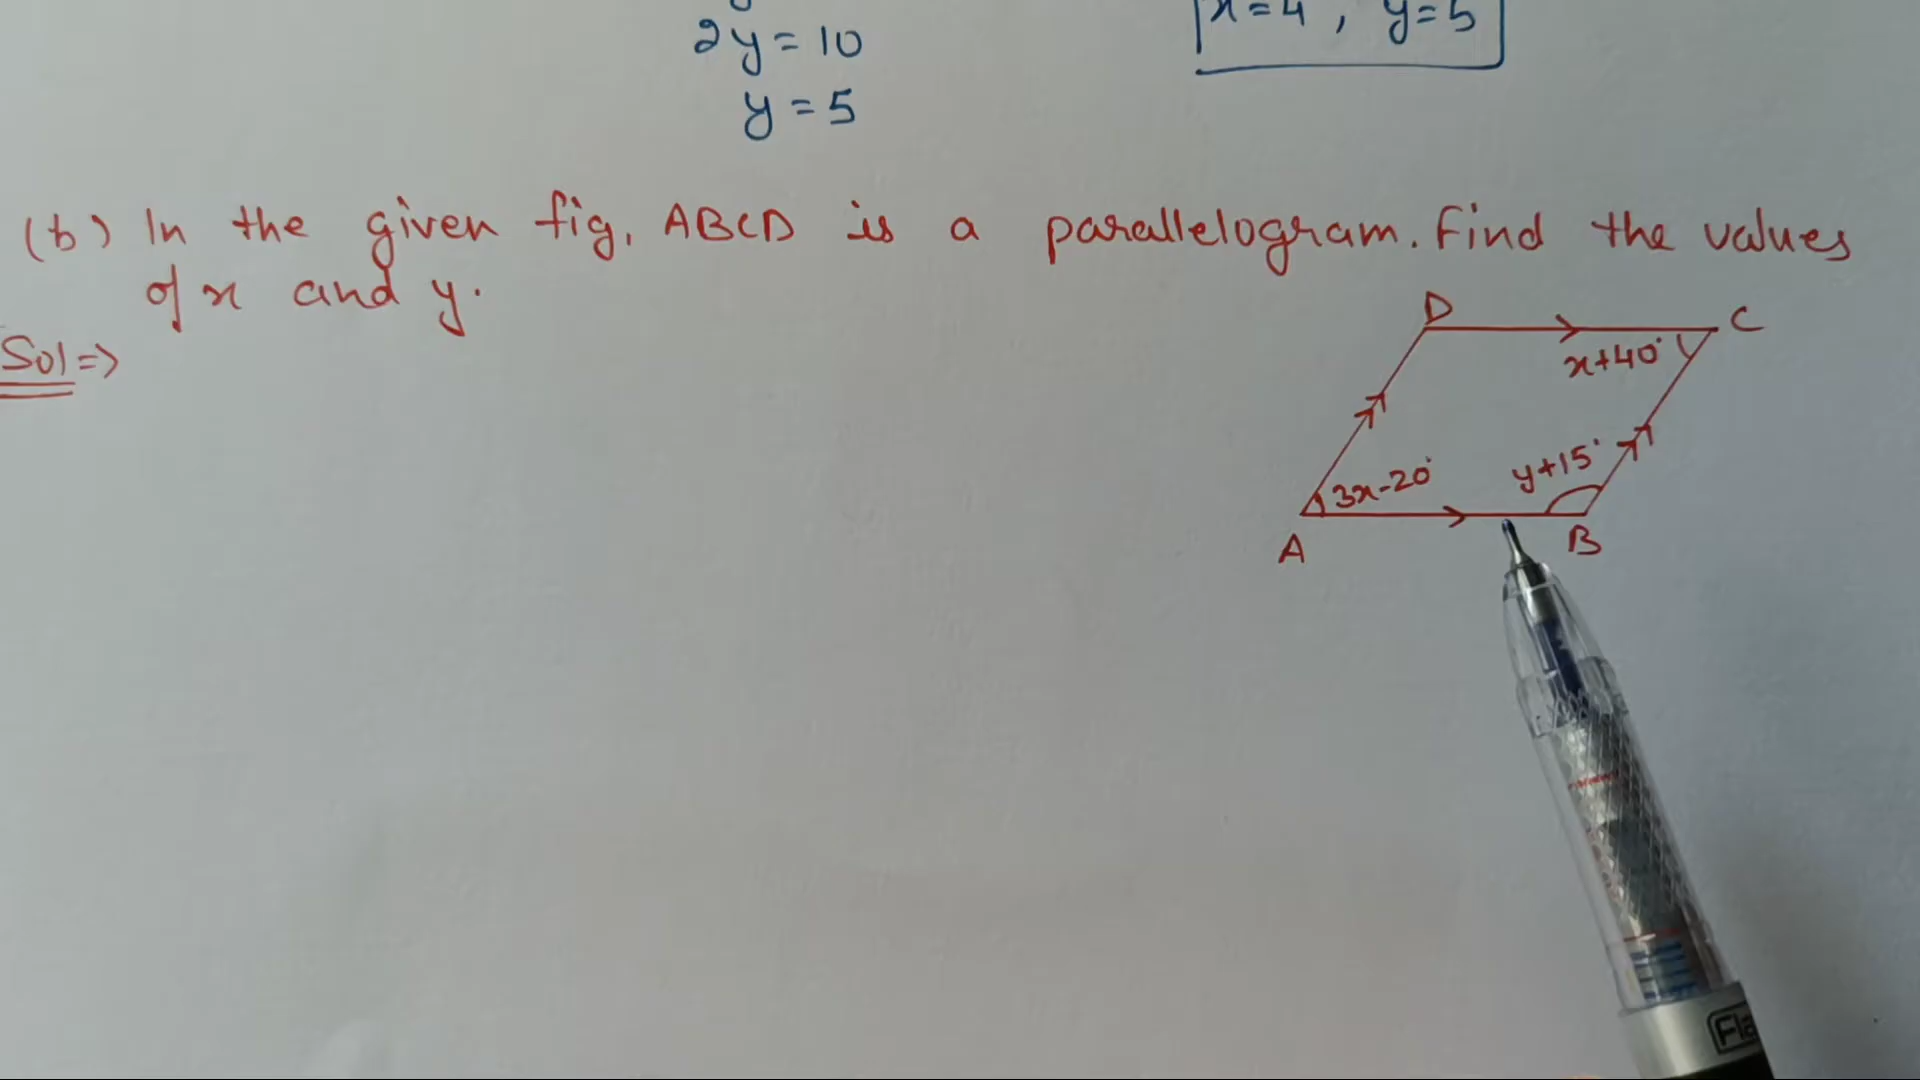 2y = 10
x = 4 , y = 5
y = 5
(b) In the given fig, ABCD is a parallelogram. Find the values
of x and y.
Sol =>
D
C
x+40°
y+15°
3x-20°
A
B